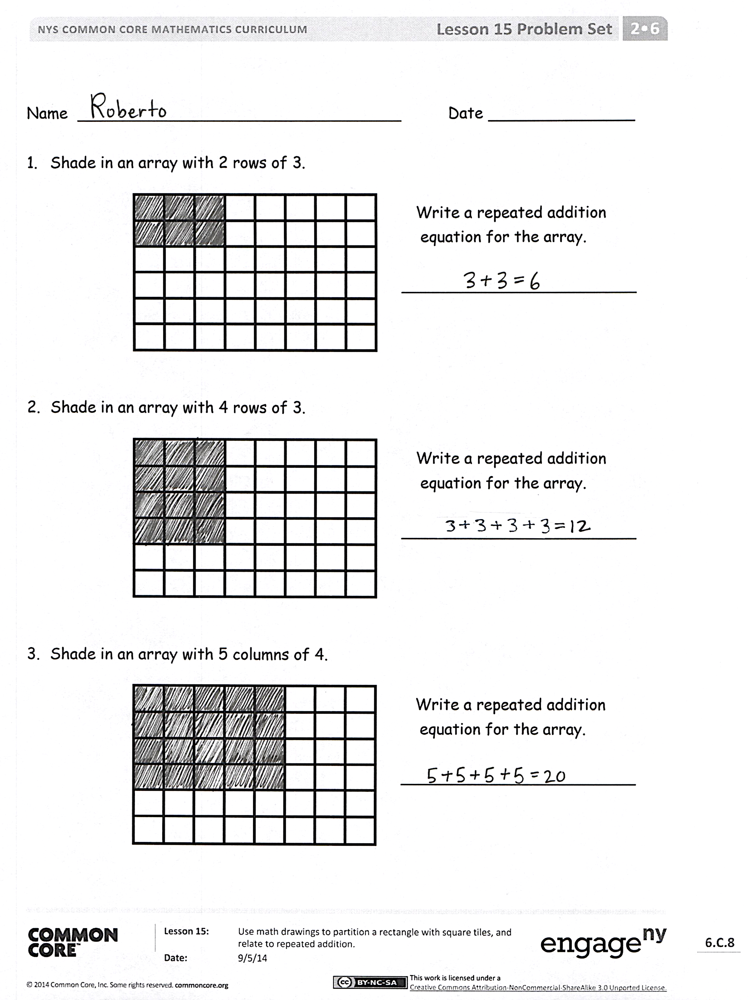 NYS COMMON CORE MATHEMATICS CURRICULUM Lesson 15 Problem Set 2•6
Name Roberto Date
1. Shade in an array with 2 rows of 3.
Write a repeated addition
equation for the array.
3+3=6
2. Shade in an array with 4 rows of 3.
Write a repeated addition
equation for the array.
3+3+3+3=12
3. Shade in an array with 5 columns of 4.
Write a repeated addition
equation for the array.
5+5+5+5=20
COMMON
CORE™
Lesson 15: Use math drawings to partition a rectangle with square tiles, and
relate to repeated addition.
Date: 9/5/14
engage ny
6.C.8
© 2014 Common Core, Inc. Some rights reserved. commoncore.org
cc BY-NC-SA
This work is licensed under a
Creative Commons Attribution-NonCommercial-ShareAlike 3.0 Unported License.